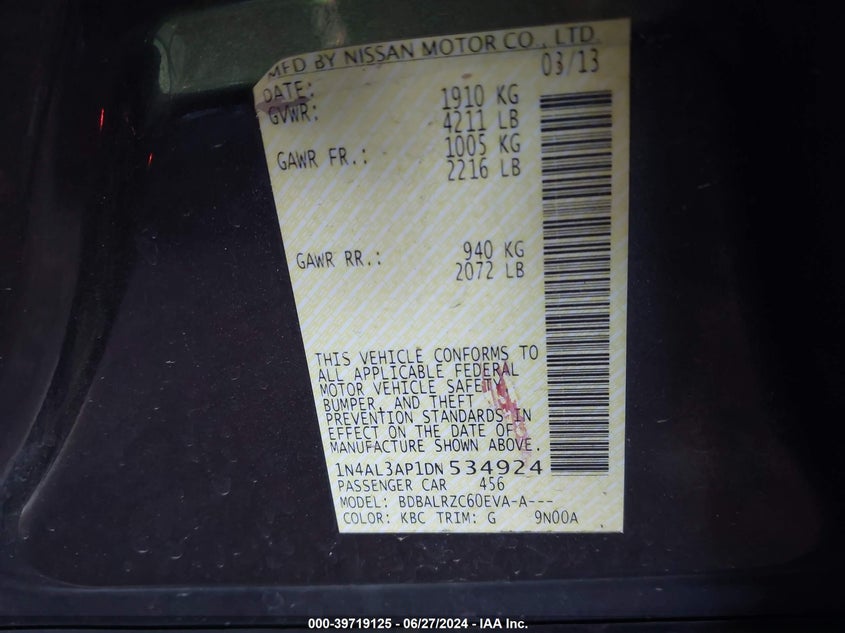 MFD BY NISSAN MOTOR CO., LTD.
DATE: 03/13
GVWR: 1910 KG
4211 LB
GAWR FR.: 1005 KG
2216 LB
GAWR RR.: 940 KG
2072 LB
THIS VEHICLE CONFORMS TO
ALL APPLICABLE FEDERAL
MOTOR VEHICLE SAFETY,
BUMPER, AND THEFT
PREVENTION STANDARDS IN
EFFECT ON THE DATE OF
MANUFACTURE SHOWN ABOVE.
1N4AL3AP1DN534924
PASSENGER CAR 456
MODEL: BDBALRZC60EVA-A---
COLOR: KBC TRIM: G 9N00A
000-39719125 - 06/27/2024 - IAA Inc.